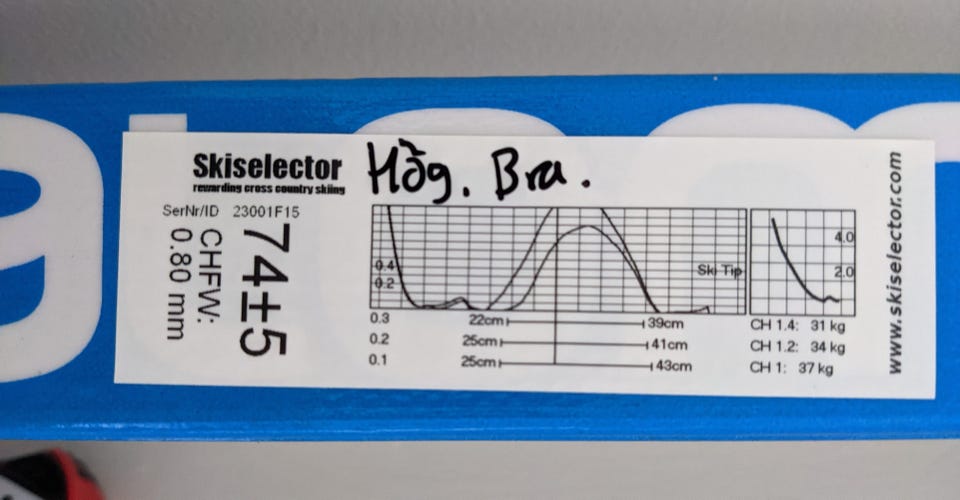 Skiselector
rewarding cross country skiing
Hög. Bra.
SerNr/ID 23001F15
74±5
CHFW:
0.80 mm
0.4
0.2
Ski Tip
4.0
2.0
0.3 22cm 39cm
0.2 25cm 41cm
0.1 25cm 43cm
CH 1.4: 31 kg
CH 1.2: 34 kg
CH 1: 37 kg
www.skiselector.com